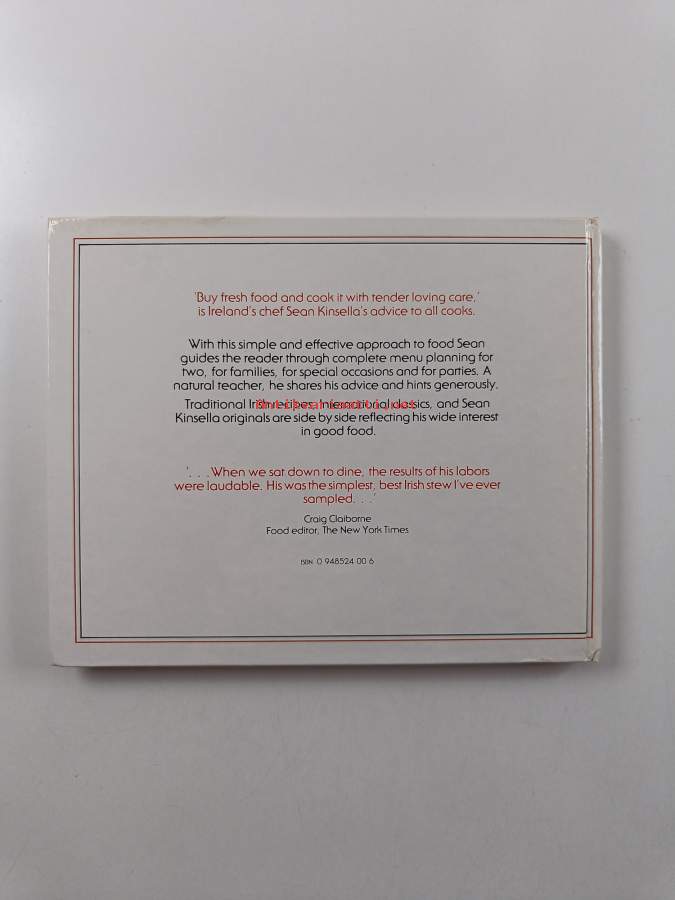 'Buy fresh food and cook it with tender loving care,'
is Ireland's chef Sean Kinsella's advice to all cooks.
With this simple and effective approach to food Sean
guides the reader through complete menu planning for
two, for families, for special occasions and for parties. A
natural teacher, he shares his advice and hints generously.
Traditional Irish recipes, International classics, and Sean
Kinsella originals are side by side reflecting his wide interest
in good food.
'. . .When we sat down to dine, the results of his labors
were laudable. His was the simplest, best Irish stew I've ever
sampled. . .'
Craig Claiborne
Food editor, The New York Times
ISBN 0 948524 00 6